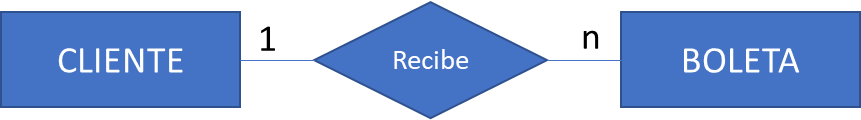 CLIENTE
1
Recibe
n
BOLETA